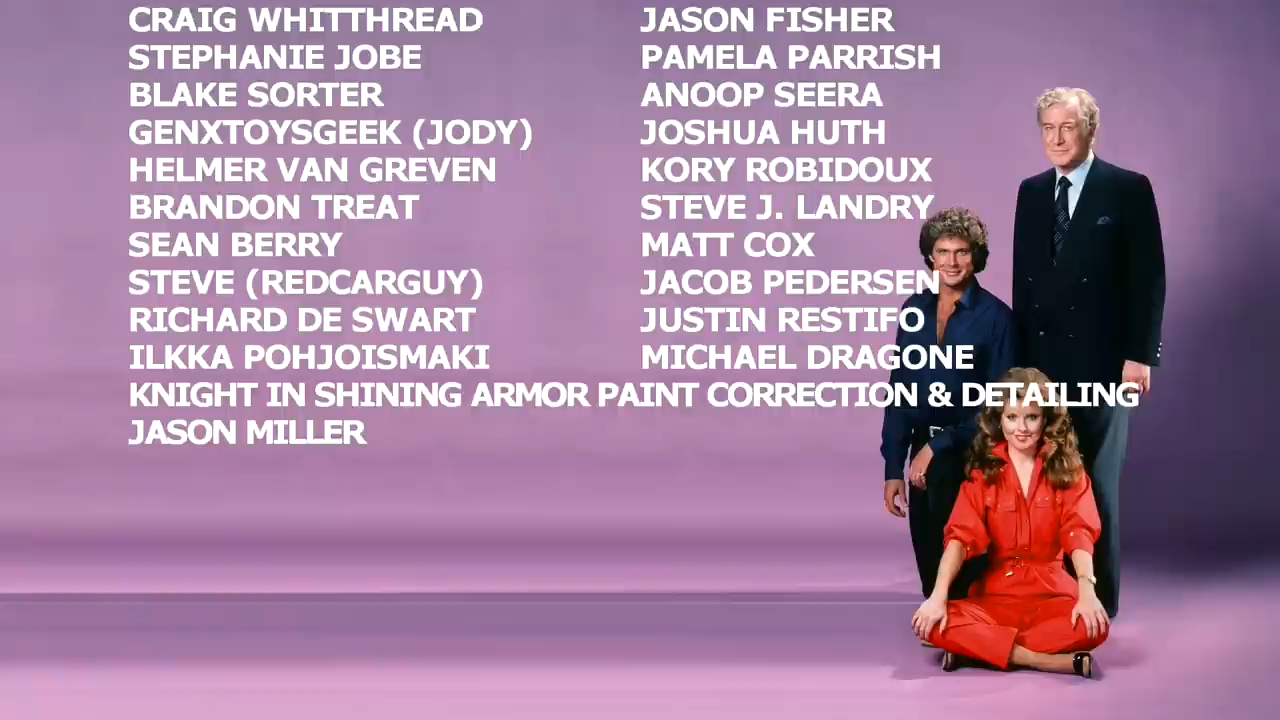 CRAIG WHITTHREAD
JASON FISHER
STEPHANIE JOBE
PAMELA PARRISH
BLAKE SORTER
ANOOP SEERA
GENXTOYSGEEK (JODY)
JOSHUA HUTH
HELMER VAN GREVEN
KORY ROBIDOUX
BRANDON TREAT
STEVE J. LANDRY
SEAN BERRY
MATT COX
STEVE (REDCARGUY)
JACOB PEDERSEN
RICHARD DE SWART
JUSTIN RESTIFO
ILKKA POHJOISMAKI
MICHAEL DRAGONE
KNIGHT IN SHINING ARMOR PAINT CORRECTION & DETAILING
JASON MILLER